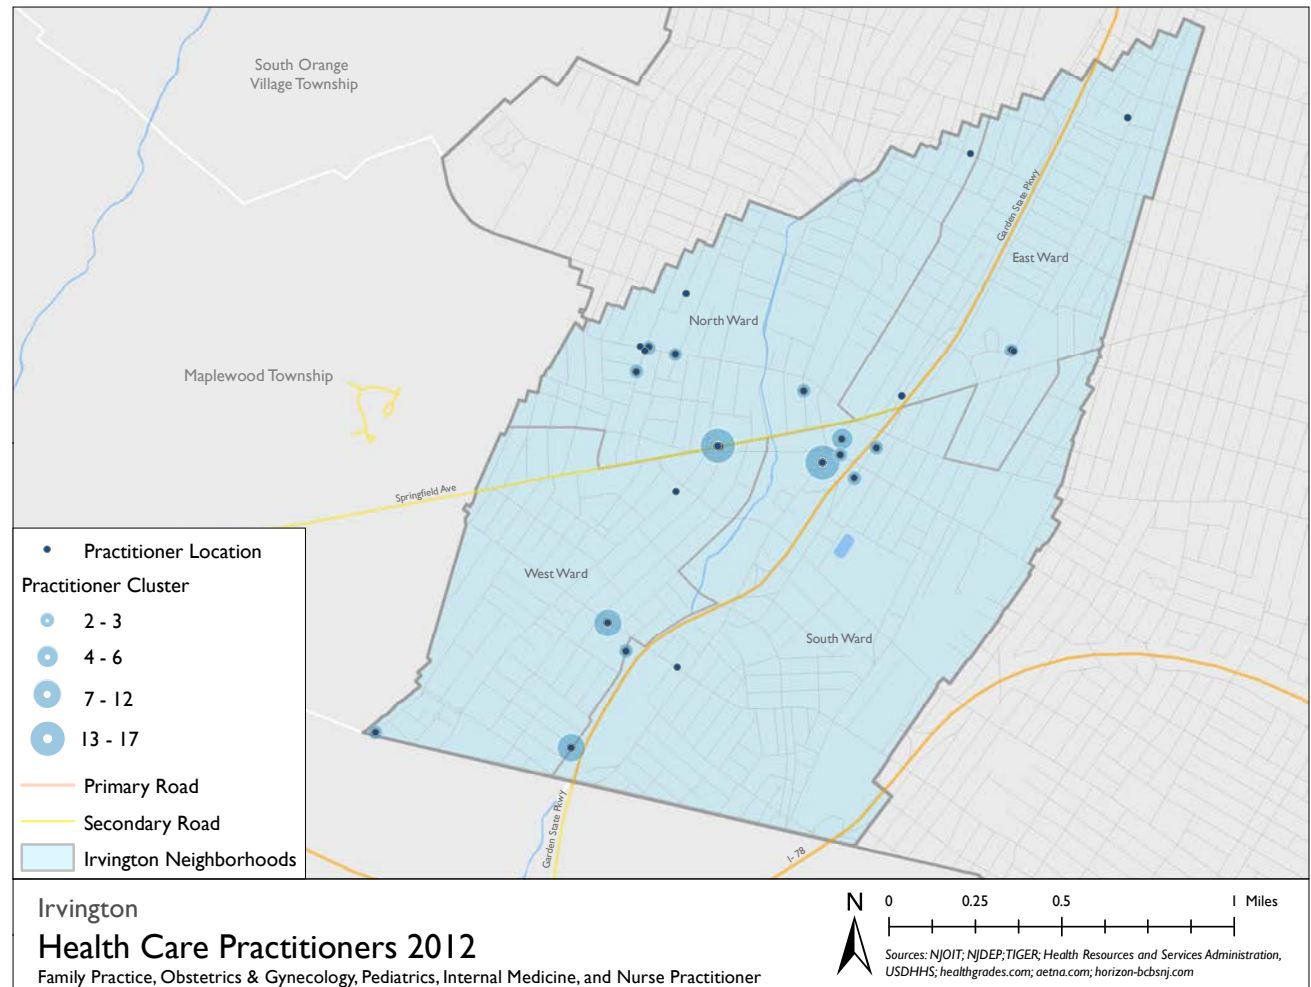 South Orange
Village Township
Garden State Pkwy
East Ward
North Ward
Maplewood Township
Springfield Ave
West Ward
South Ward
Garden State Pkwy
I- 78
Practitioner Location
Practitioner Cluster
2 - 3
4 - 6
7 - 12
13 - 17
Primary Road
Secondary Road
Irvington Neighborhoods
Irvington
Health Care Practitioners 2012
Family Practice, Obstetrics & Gynecology, Pediatrics, Internal Medicine, and Nurse Practitioner
N
0 0.25 0.5 1 Miles
Sources: NJOIT; NJDEP;TIGER; Health Resources and Services Administration,
USDHHS; healthgrades.com; aetna.com; horizon-bcbsnj.com